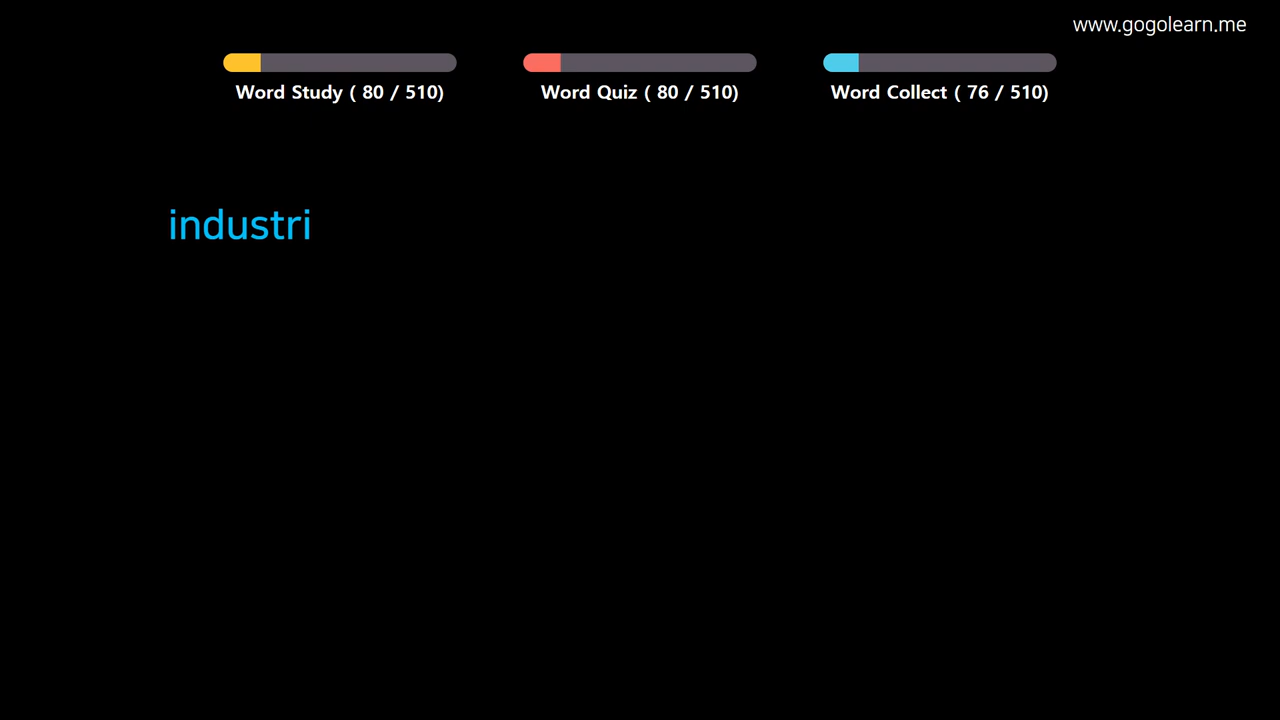 www.gogolearn.me
Word Study ( 80 / 510)
Word Quiz ( 80 / 510)
Word Collect ( 76 / 510)
industri